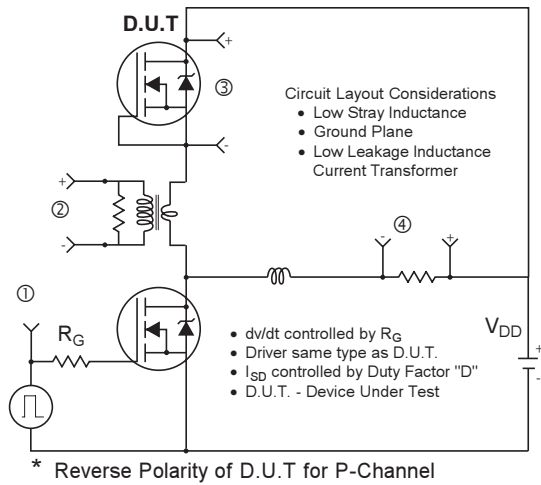 D.U.T
+
③
-
Circuit Layout Considerations
• Low Stray Inductance
• Ground Plane
• Low Leakage Inductance
Current Transformer
+
②
-
④
-
+
①
RG
• dv/dt controlled by RG
• Driver same type as D.U.T.
• ISD controlled by Duty Factor "D"
• D.U.T. - Device Under Test
VDD
+
-
* Reverse Polarity of D.U.T for P-Channel